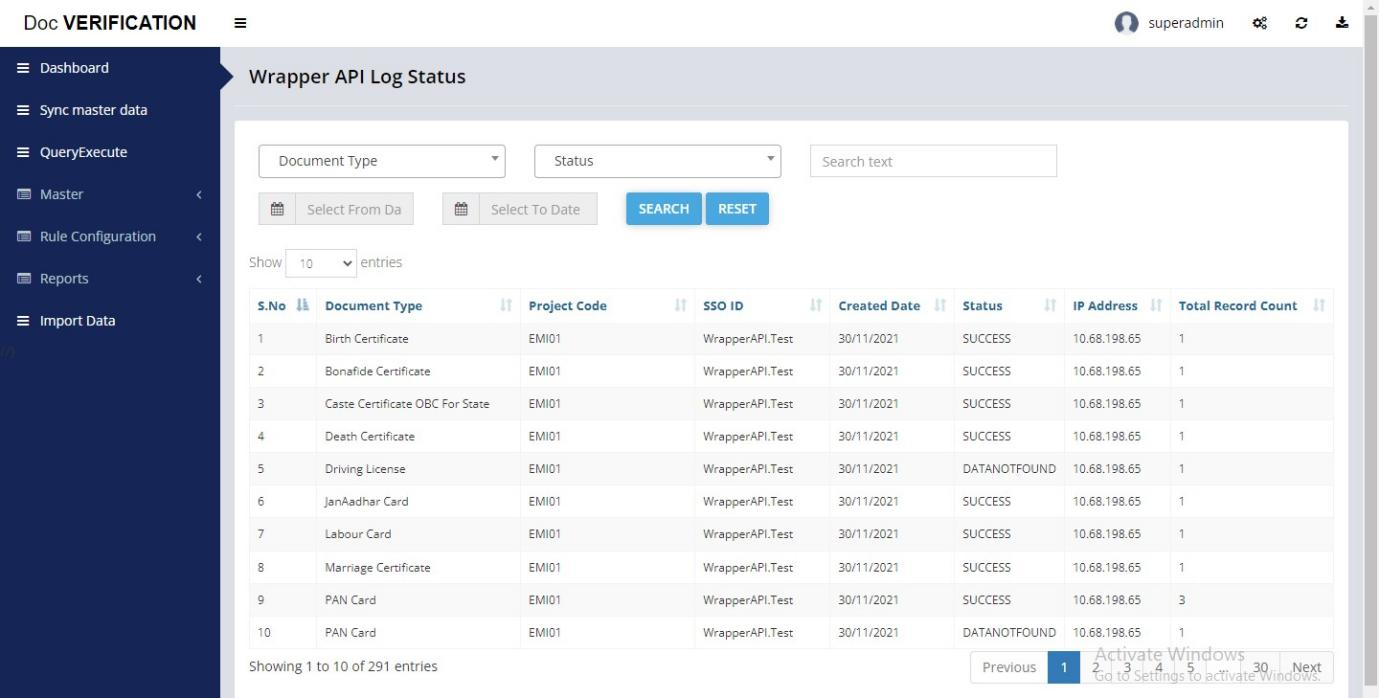 Doc VERIFICATION
superadmin
Dashboard
Sync master data
QueryExecute
Master
Rule Configuration
Reports
Import Data
Wrapper API Log Status
Document Type Status Search text
Select From Da Select To Date SEARCH RESET
Show 10 entries
S.No Document Type Project Code SSO ID Created Date Status IP Address Total Record Count
1 Birth Certificate EMI01 WrapperAPI.Test 30/11/2021 SUCCESS 10.68.198.65 1
2 Bonafide Certificate EMI01 WrapperAPI.Test 30/11/2021 SUCCESS 10.68.198.65 1
3 Caste Certificate OBC For State EMI01 WrapperAPI.Test 30/11/2021 SUCCESS 10.68.198.65 1
4 Death Certificate EMI01 WrapperAPI.Test 30/11/2021 SUCCESS 10.68.198.65 1
5 Driving License EMI01 WrapperAPI.Test 30/11/2021 DATANOTFOUND 10.68.198.65 1
6 JanAadhar Card EMI01 WrapperAPI.Test 30/11/2021 SUCCESS 10.68.198.65 1
7 Labour Card EMI01 WrapperAPI.Test 30/11/2021 SUCCESS 10.68.198.65 1
8 Marriage Certificate EMI01 WrapperAPI.Test 30/11/2021 SUCCESS 10.68.198.65 1
9 PAN Card EMI01 WrapperAPI.Test 30/11/2021 SUCCESS 10.68.198.65 3
10 PAN Card EMI01 WrapperAPI.Test 30/11/2021 DATANOTFOUND 10.68.198.65 1
Showing 1 to 10 of 291 entries
Previous 1 2 3 4 5 ... 30 Next
Activate Windows
Go to Settings to activate Windows.